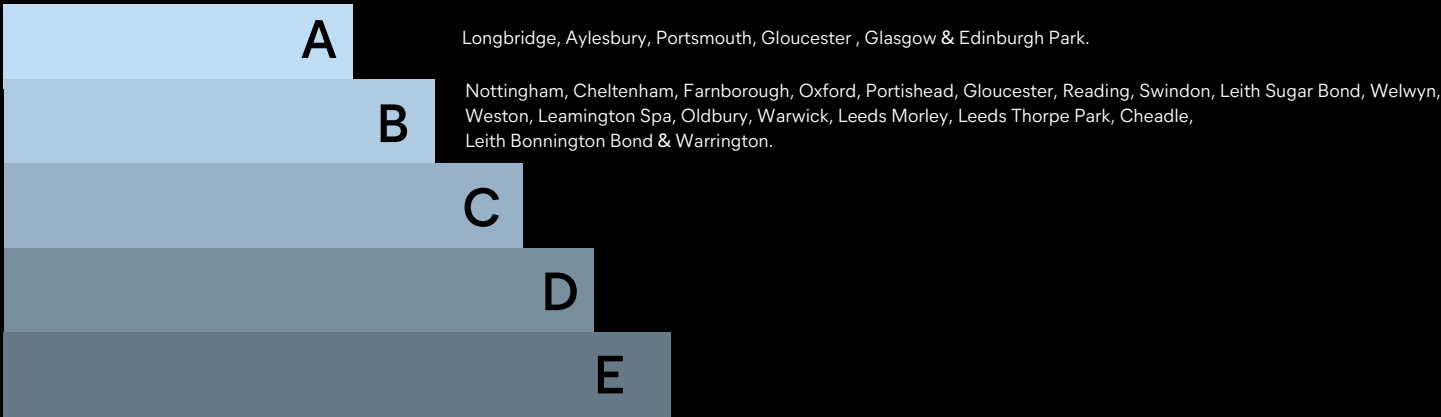 A
Longbridge, Aylesbury, Portsmouth, Gloucester , Glasgow & Edinburgh Park.
B
Nottingham, Cheltenham, Farnborough, Oxford, Portishead, Gloucester, Reading, Swindon, Leith Sugar Bond, Welwyn,
Weston, Leamington Spa, Oldbury, Warwick, Leeds Morley, Leeds Thorpe Park, Cheadle,
Leith Bonnington Bond & Warrington.
C
D
E